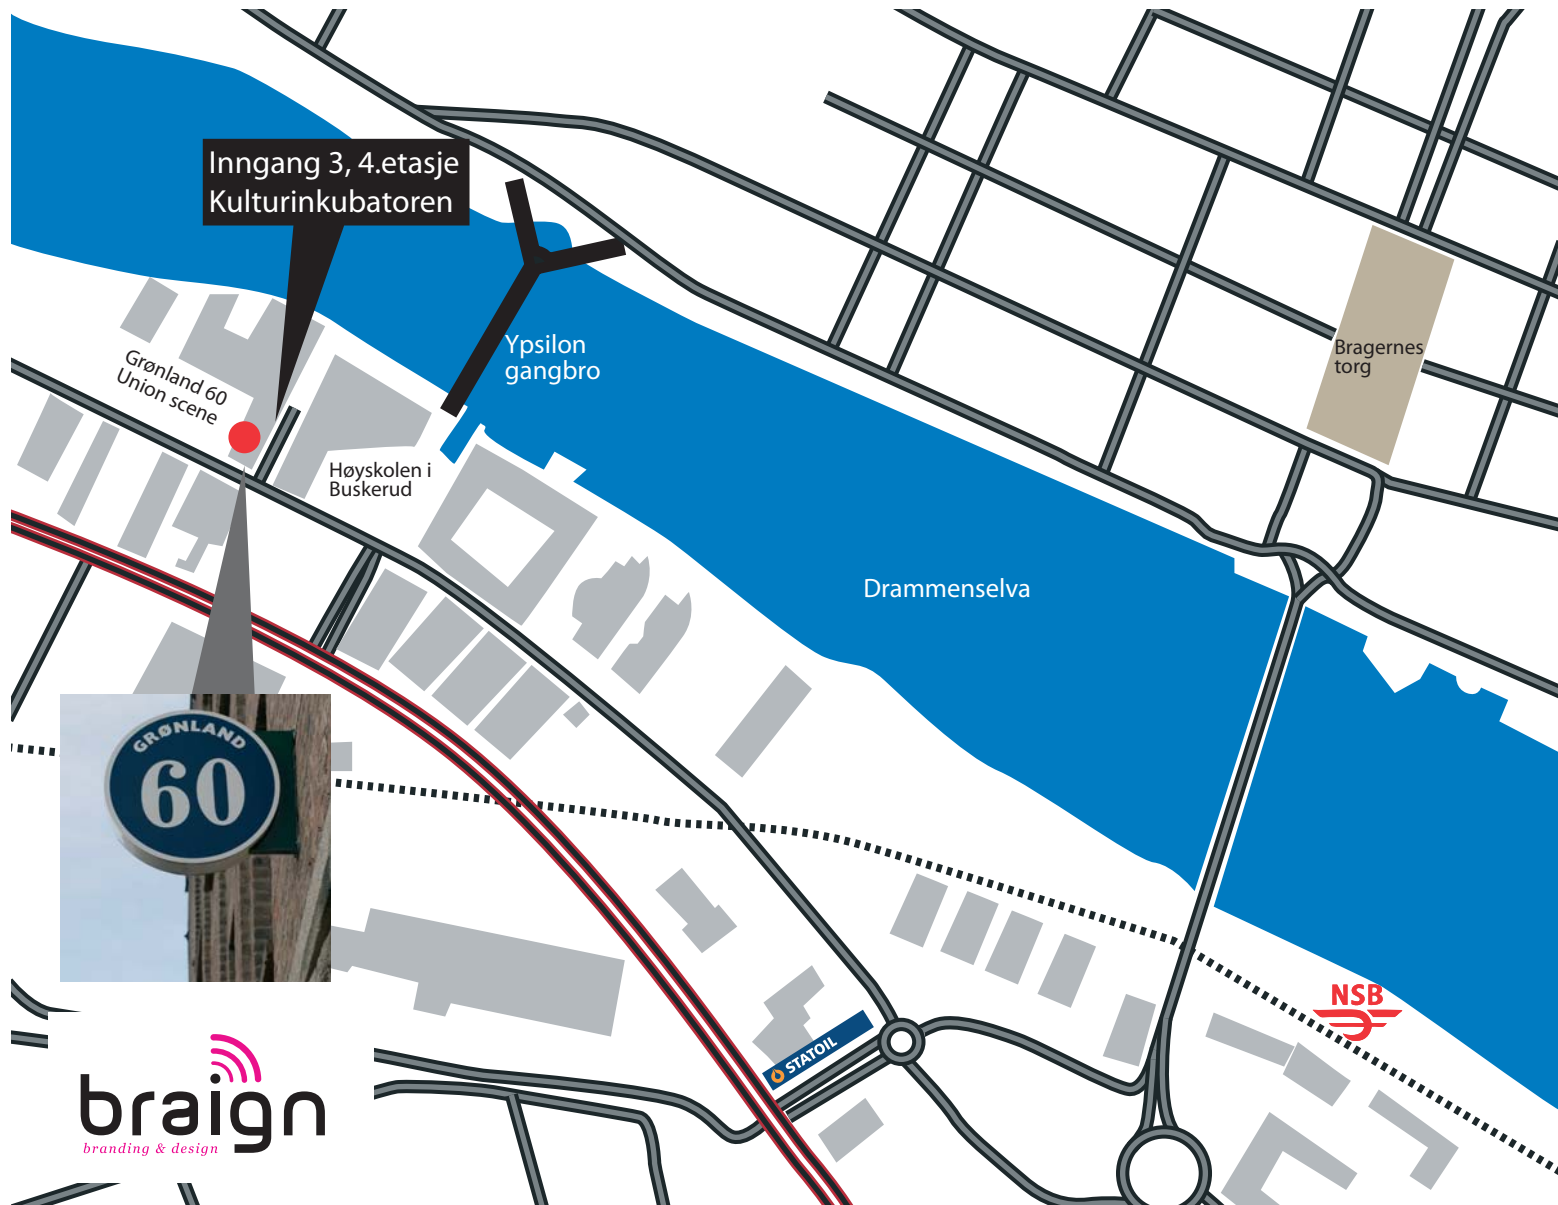 Inngang 3, 4.etasje
Kulturinkubatoren
Ypsilon
gangbro
Bragernes
torg
Grønland 60
Union scene
Høyskolen i
Buskerud
Drammenselva
GRØNLAND
60
NSB
STATOIL
braign
branding & design